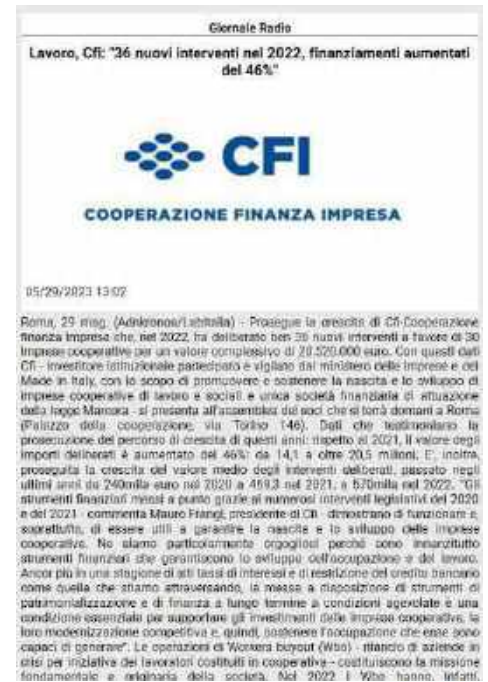 Giornale Radio
Lavoro, Cfi: "36 nuovi interventi nel 2022, finanziamenti aumentati
del 46%"
CFI
COOPERAZIONE FINANZA IMPRESA
05/29/2023 13:02
Roma, 29 mag. (Adnkronos/Labitalia) - Prosegue la crescita di Cfi-Cooperazione
finanza impresa che, nel 2022, ha deliberato ben 36 nuovi interventi a favore di 30
imprese cooperative per un valore complessivo di 20.520.000 euro. Con questi dati
Cfi - investitore istituzionale partecipato e vigilato dal ministero delle imprese e del
Made in Italy, con lo scopo di promuovere e sostenere la nascita e lo sviluppo di
imprese cooperative di lavoro e sociali e unica società finanziaria di attuazione
della legge Marcora - si presenta all'assemblea dei soci che si terrà domani a Roma
(Palazzo della cooperazione, via Torino 146). Dati che testimoniano la
prosecuzione del percorso di crescita di questi anni: rispetto al 2021, il valore degli
importi deliberati è aumentato del 46%: da 14,1 a oltre 20,5 milioni. E', inoltre,
proseguita la crescita del valore medio degli interventi deliberati, passato negli
ultimi anni da 240mila euro nel 2020 a 469,3 nel 2021, a 570mila nel 2022. "Gli
strumenti finanziari messi a punto grazie ai numerosi interventi legislativi del 2020
e del 2021 - commenta Mauro Frangi, presidente di Cfi - dimostrano di funzionare e,
soprattutto, di essere utili a garantire la nascita e lo sviluppo delle imprese
cooperative. Ne siamo particolarmente orgogliosi perché sono innanzitutto
strumenti finanziari che garantiscono lo sviluppo dell'occupazione e del lavoro.
Ancor più in una stagione di alti tassi di interessi e di restrizione del credito bancario
come quella che stiamo attraversando, la messa a disposizione di strumenti di
patrimonializzazione e di finanza a lungo termine a condizioni agevolate è una
condizione essenziale per supportare gli investimenti delle imprese cooperative, la
loro modernizzazione competitiva e, quindi, sostenere l'occupazione che esse sono
capaci di generare". Le operazioni di Workers buyout (Wbo) - rilancio di aziende in
crisi per iniziativa dei lavoratori costituiti in cooperativa - costituiscono la missione
fondamentale e originaria della società. Nel 2022 i Wbo hanno, infatti,